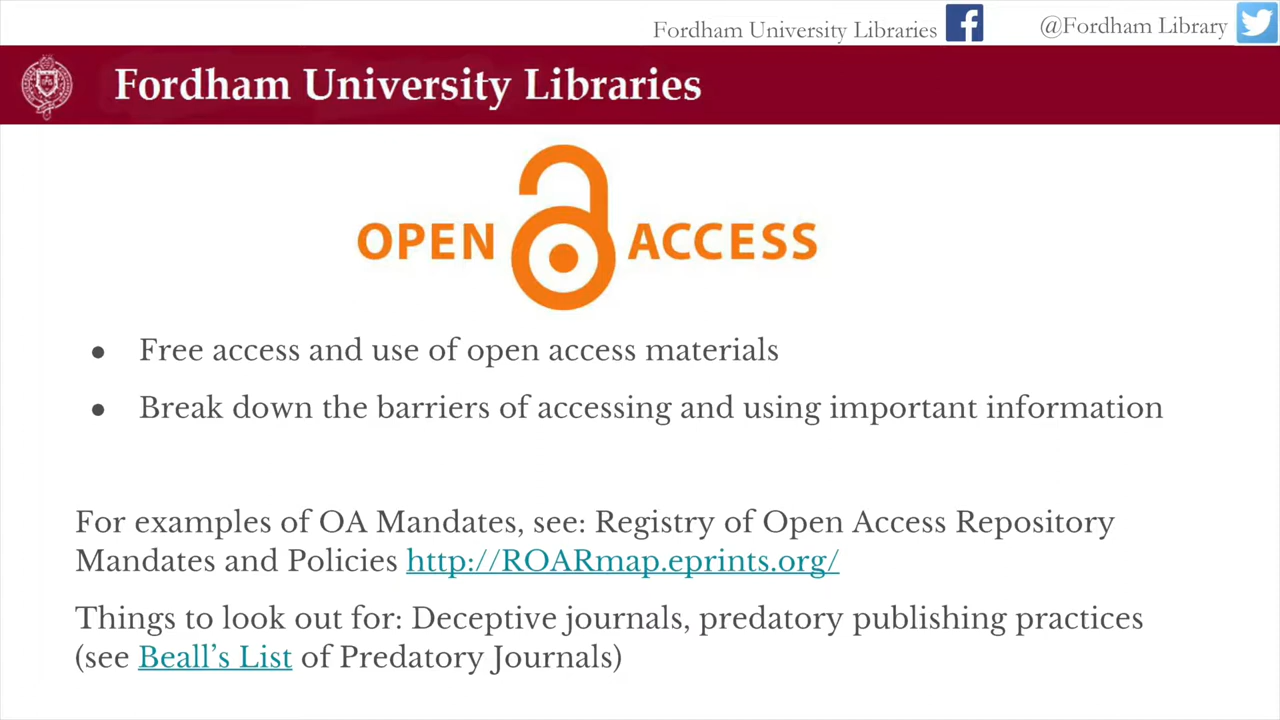 Fordham University Libraries
@Fordham Library
Fordham University Libraries
OPEN ACCESS
● Free access and use of open access materials
● Break down the barriers of accessing and using important information
For examples of OA Mandates, see: Registry of Open Access Repository
Mandates and Policies http://ROARmap.eprints.org/
Things to look out for: Deceptive journals, predatory publishing practices
(see Beall’s List of Predatory Journals)